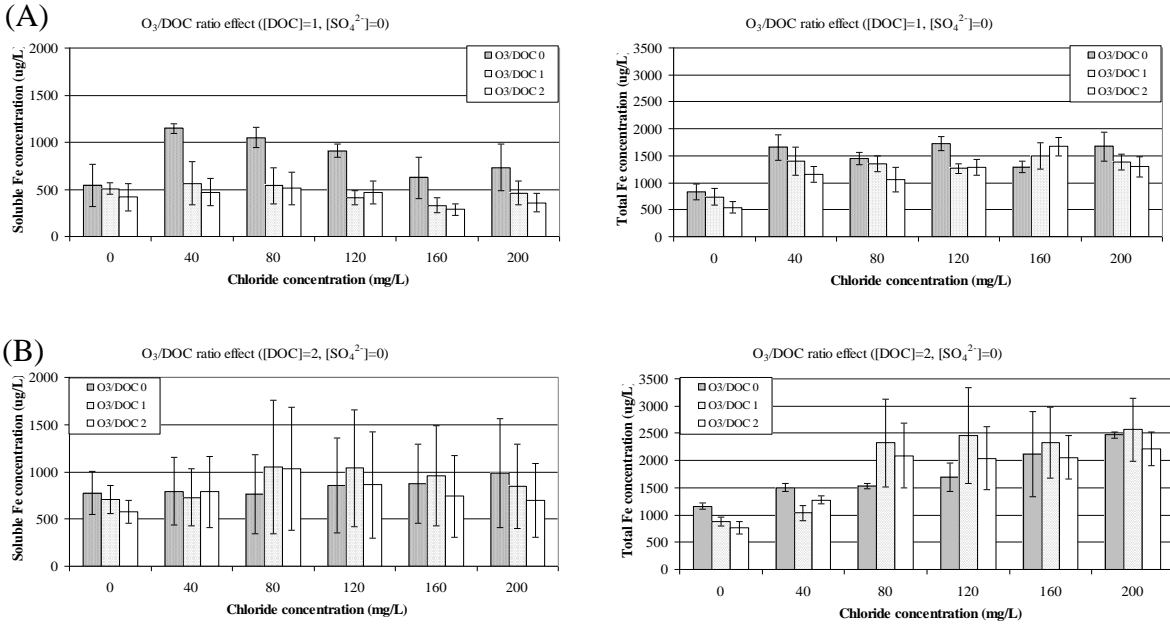 (A)
O₃/DOC ratio effect ([DOC]=1, [SO₄²⁻]=0)
Soluble Fe concentration (ug/L)
2000
1500
1000
500
0
O3/DOC 0
O3/DOC 1
O3/DOC 2
0 40 80 120 160 200
Chloride concentration (mg/L)
O₃/DOC ratio effect ([DOC]=1, [SO₄²⁻]=0)
Total Fe concentration (ug/L)
3500
3000
2500
2000
1500
1000
500
0
O3/DOC 0
O3/DOC 1
O3/DOC 2
0 40 80 120 160 200
Chloride concentration (mg/L)
(B)
O₃/DOC ratio effect ([DOC]=2, [SO₄²⁻]=0)
Soluble Fe concentration (ug/L)
2000
1500
1000
500
0
O3/DOC 0
O3/DOC 1
O3/DOC 2
0 40 80 120 160 200
Chloride concentration (mg/L)
O₃/DOC ratio effect ([DOC]=2, [SO₄²⁻]=0)
Total Fe concentration (ug/L)
3500
3000
2500
2000
1500
1000
500
0
O3/DOC 0
O3/DOC 1
O3/DOC 2
0 40 80 120 160 200
Chloride concentration (mg/L)